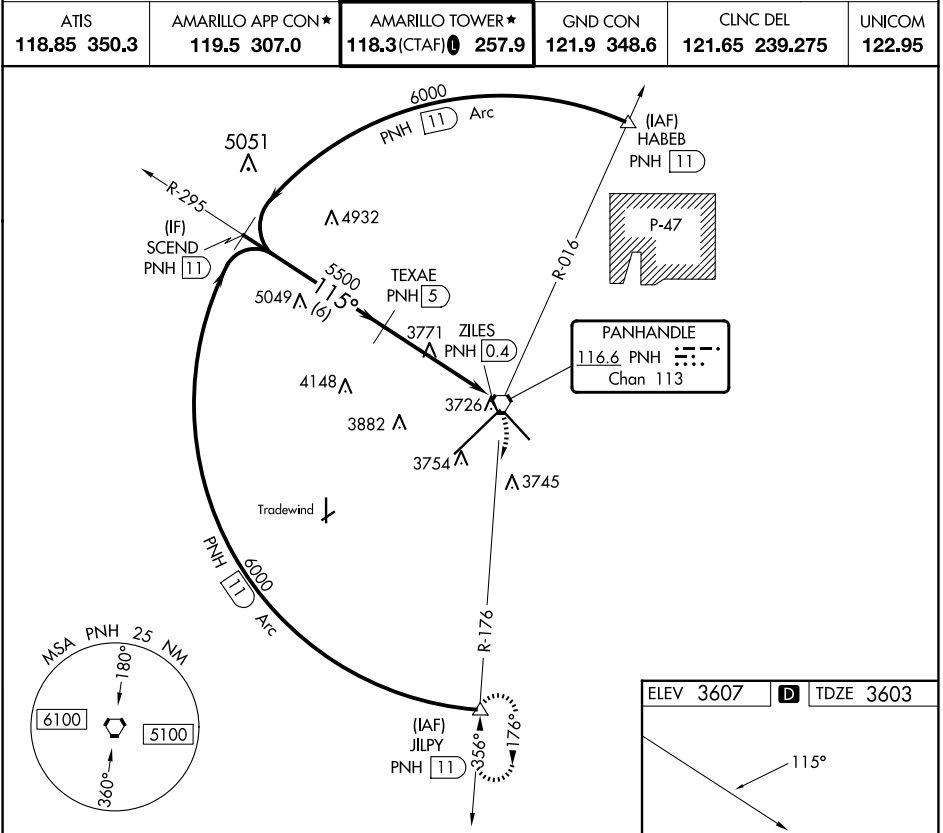 ATIS
118.85 350.3
AMARILLO APP CON★
119.5 307.0
AMARILLO TOWER★
118.3(CTAF) L 257.9
GND CON
121.9 348.6
CLNC DEL
121.65 239.275
UNICOM
122.95
6000
PNH 11 Arc
(IAF)
HABEB
PNH 11
5051
R-295
4932
P-47
(IF)
SCEND
PNH 11
R-016
5500
115°
(6)
5049
TEXAE
PNH 5
3771
ZILES
PNH 0.4
PANHANDLE
116.6 PNH
Chan 113
4148
3726
3882
3754
3745
Tradewind
6000
PNH 11 Arc
R-176
MSA PNH 25 NM
180°
6100
5100
360°
(IAF)
JILPY
PNH 11
356°
176°
ELEV 3607
D
TDZE 3603
115°